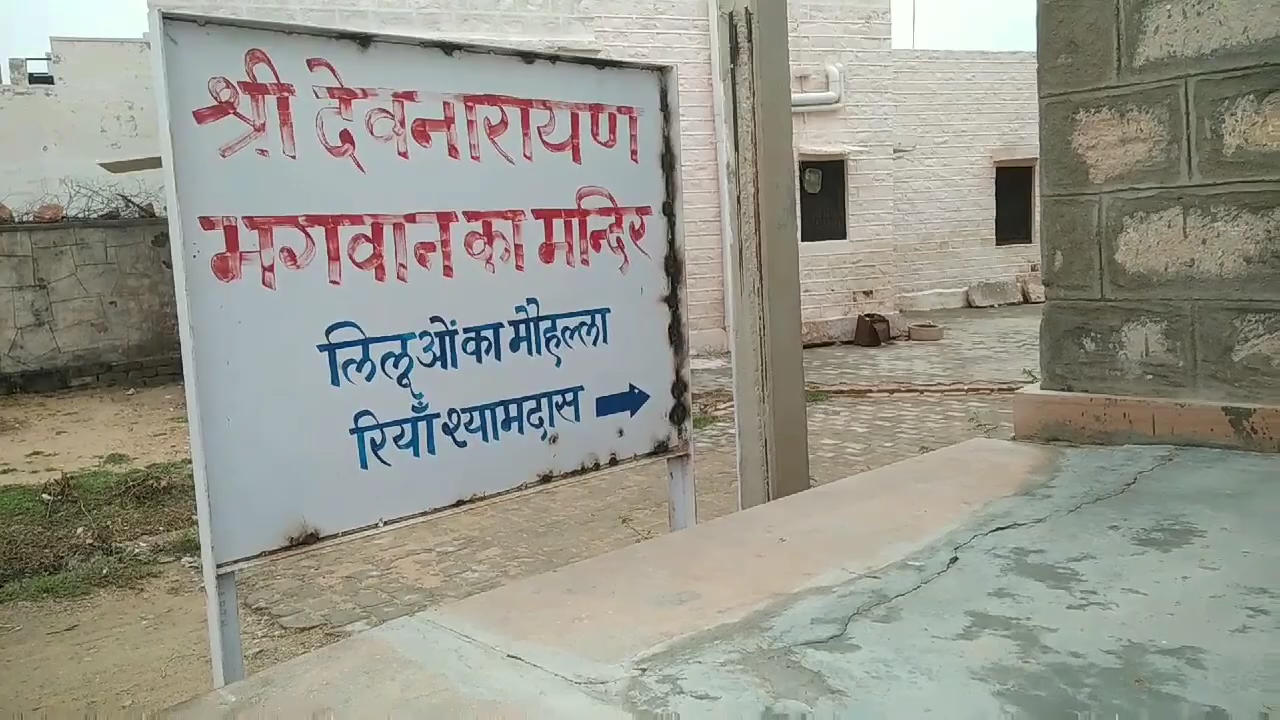 श्री देवनारायण
भगवान का मन्दिर
लिलूओं का मौहल्ला
रियाँ श्यामदास